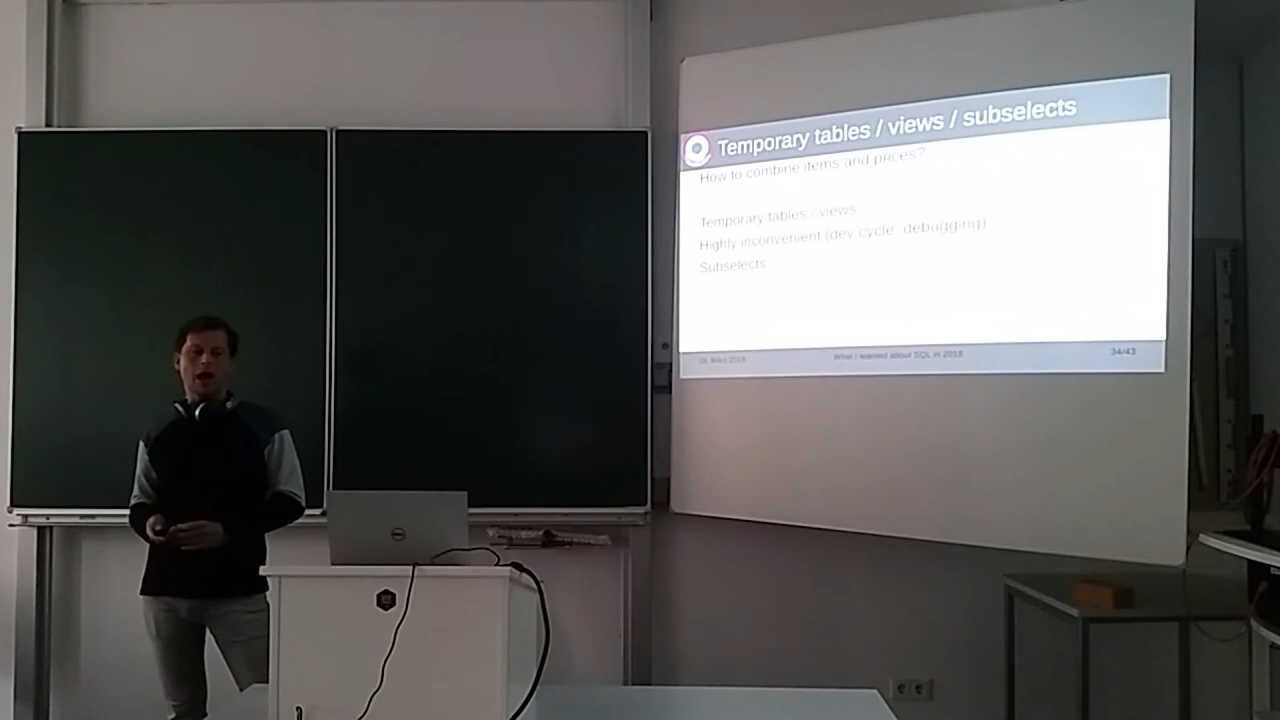 Temporary tables / views / subselects
How to combine items and prices?
Temporary tables / views
Highly inconvenient (dev cycle, debugging)
Subselects
What I learned about SQL in 2018
34/43
DELL